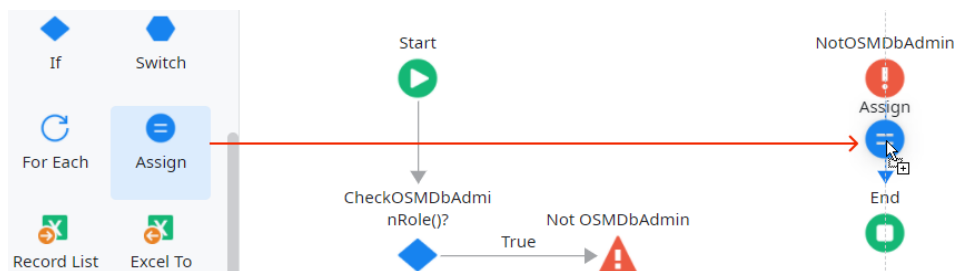 If
Switch
For Each
Assign
Record List
Excel To
Start
NotOSMDbAdmin
Assign
CheckOSMDbAdmi
nRole()?
Not OSMDbAdmin
True
End